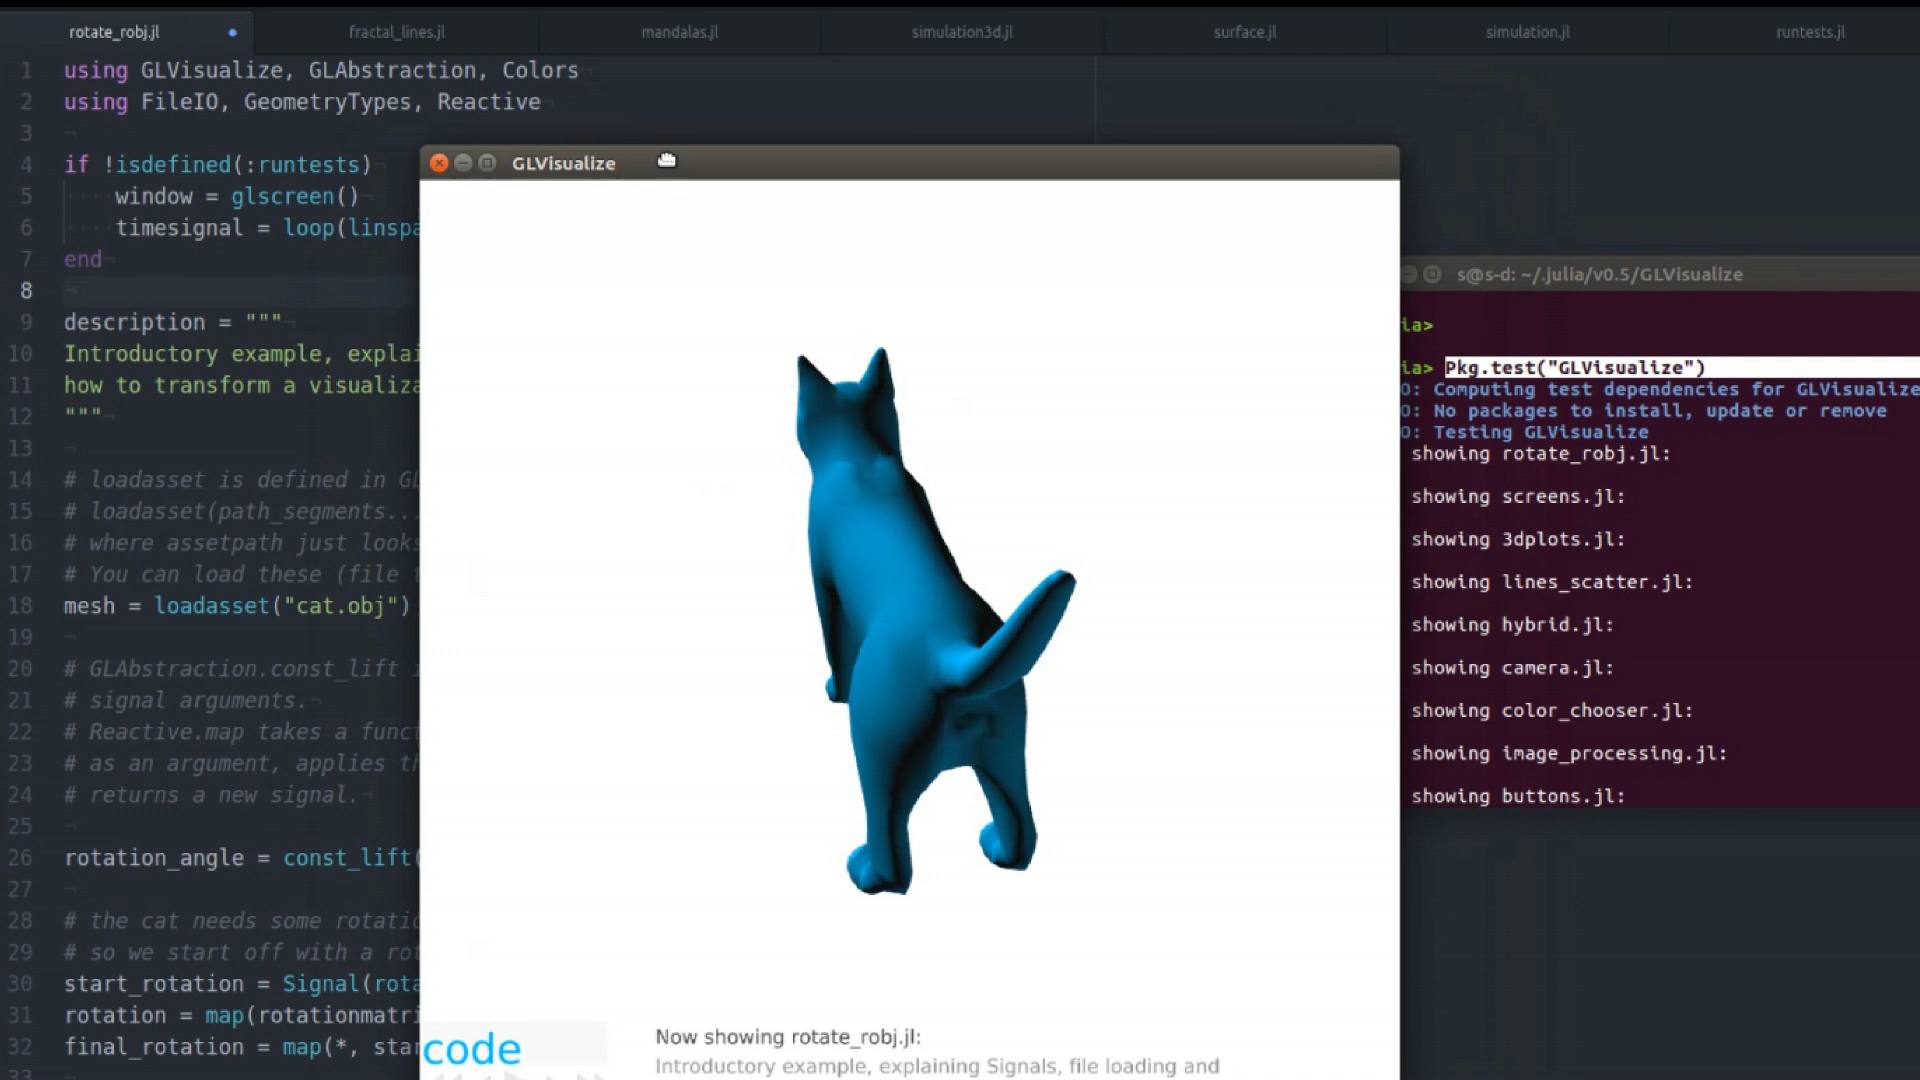 rotate_robj.jl
fractal_lines.jl
mandalas.jl
simulation3d.jl
surface.jl
simulation.jl
runtests.jl
1 using GLVisualize, GLAbstraction, Colors
2 using FileIO, GeometryTypes, Reactive
3
4 if !isdefined(:runtests)
5 window = glscreen()
6 timesignal = loop(linspa
7 end
8
9 description = """
10 Introductory example, explai
11 how to transform a visualiza
12 """
13
14 # loadasset is defined in GL
15 # loadasset(path_segments...
16 # where assetpath just looks
17 # You can load these (file t
18 mesh = loadasset("cat.obj")
19
20 # GLAbstraction.const_lift i
21 # signal arguments.
22 # Reactive.map takes a funct
23 # as an argument, applies th
24 # returns a new signal.
25
26 rotation_angle = const_lift(
27
28 # the cat needs some rotatio
29 # so we start off with a rot
30 start_rotation = Signal(rota
31 rotation = map(rotationmatri
32 final_rotation = map(*, star
33
GLVisualize
code
Now showing rotate_robj.jl:
Introductory example, explaining Signals, file loading and
s@s-d: ~/.julia/v0.5/GLVisualize
ia>
ia> Pkg.test("GLVisualize")
O: Computing test dependencies for GLVisualize
O: No packages to install, update or remove
O: Testing GLVisualize
showing rotate_robj.jl:
showing screens.jl:
showing 3dplots.jl:
showing lines_scatter.jl:
showing hybrid.jl:
showing camera.jl:
showing color_chooser.jl:
showing image_processing.jl:
showing buttons.jl: